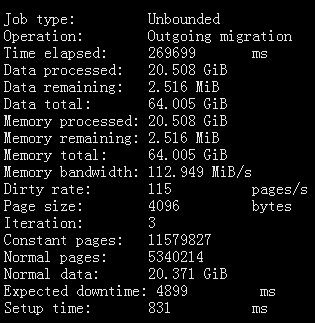 Job type: Unbounded
Operation: Outgoing migration
Time elapsed: 269699 ms
Data processed: 20.508 GiB
Data remaining: 2.516 MiB
Data total: 64.005 GiB
Memory processed: 20.508 GiB
Memory remaining: 2.516 MiB
Memory total: 64.005 GiB
Memory bandwidth: 112.949 MiB/s
Dirty rate: 115 pages/s
Page size: 4096 bytes
Iteration: 3
Constant pages: 11579827
Normal pages: 5340214
Normal data: 20.371 GiB
Expected downtime: 4899 ms
Setup time: 831 ms